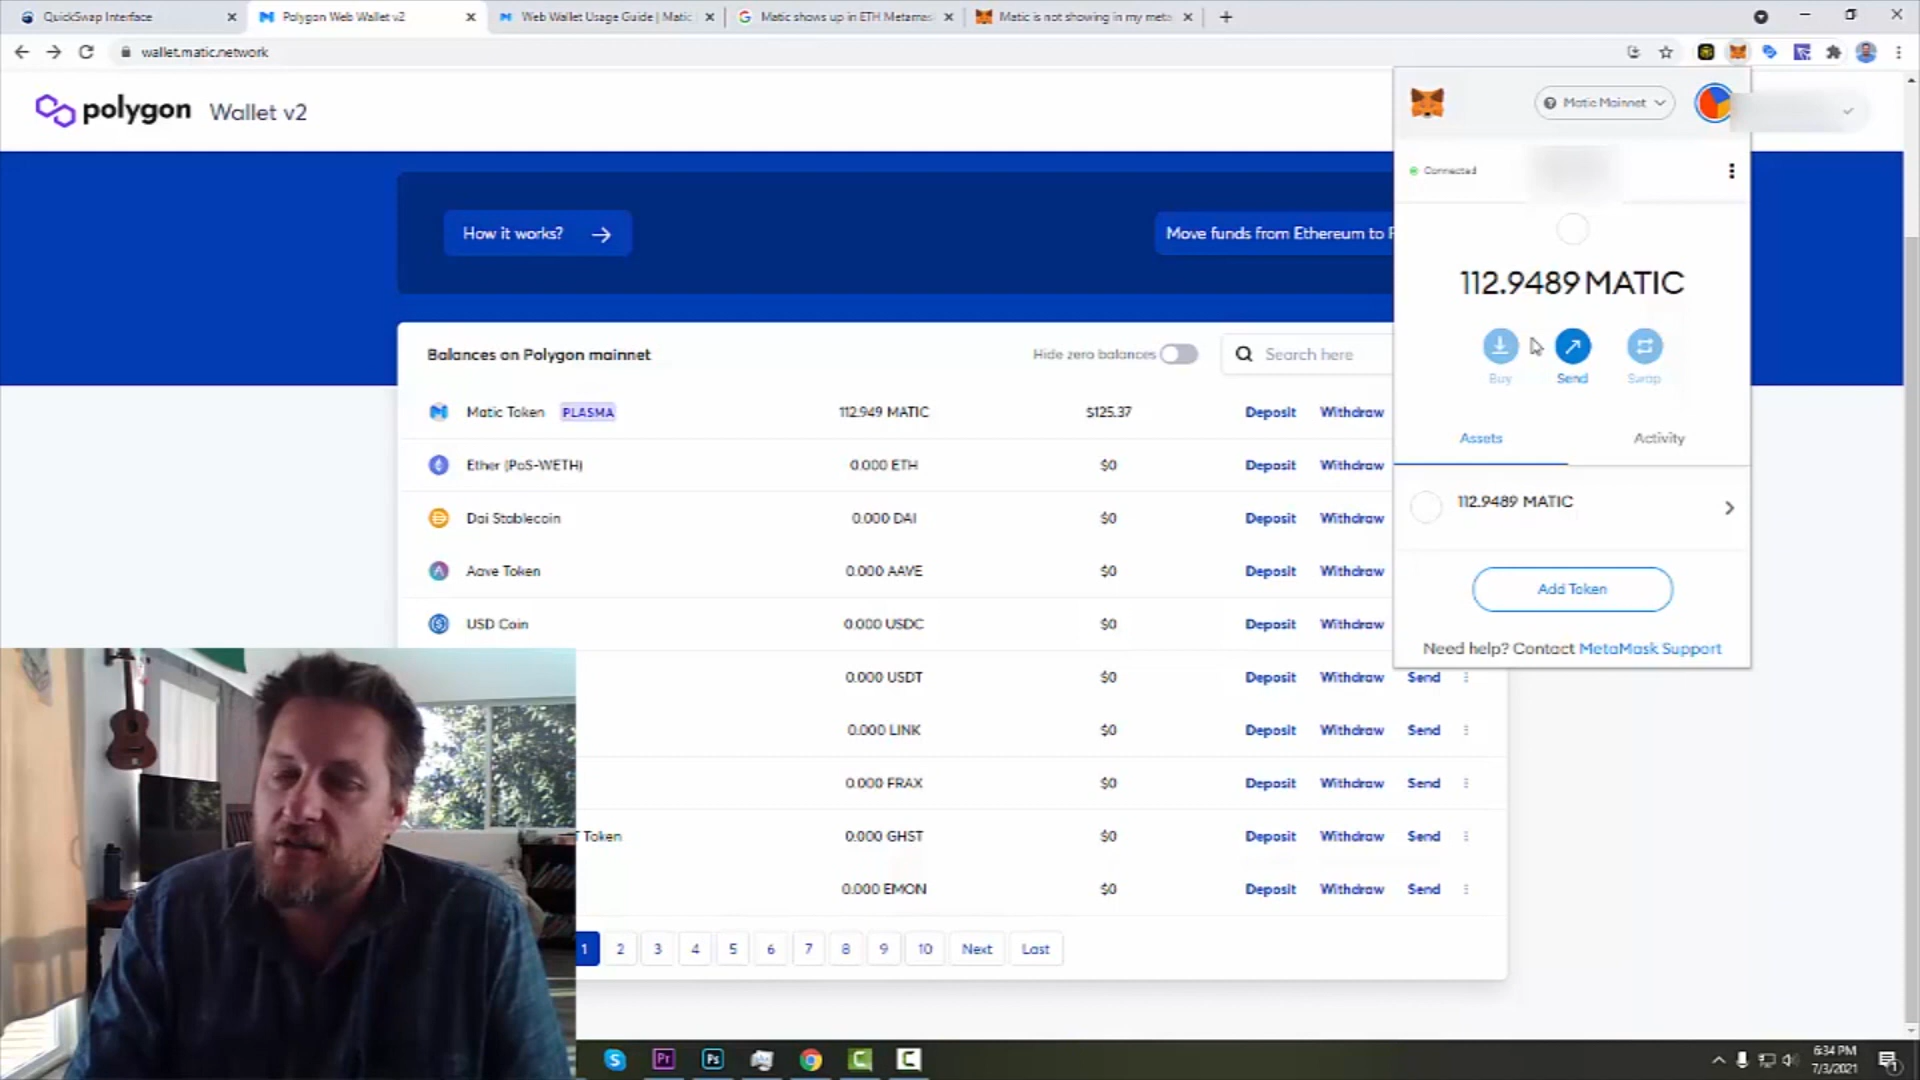 QuickSwap Interface
Polygon Web Wallet v2
Web Wallet Usage Guide | Matic
Matic shows up in ETH Metamas
Matic is not showing in my meta
wallet.matic.network
polygon Wallet v2
Matic Mainnet
Connected
How it works?
Move funds from Ethereum to P
112.9489 MATIC
Buy
Send
Swap
Assets
Activity
112.9489 MATIC
Add Token
Need help? Contact MetaMask Support
Balances on Polygon mainnet
Hide zero balances
Search here
Matic Token PLASMA 112.949 MATIC $125.37 Deposit Withdraw
Ether (PoS-WETH) 0.000 ETH $0 Deposit Withdraw
Dai Stablecoin 0.000 DAI $0 Deposit Withdraw
Aave Token 0.000 AAVE $0 Deposit Withdraw
USD Coin 0.000 USDC $0 Deposit Withdraw
0.000 USDT $0 Deposit Withdraw Send
0.000 LINK $0 Deposit Withdraw Send
0.000 FRAX $0 Deposit Withdraw Send
T Token 0.000 GHST $0 Deposit Withdraw Send
0.000 EMON $0 Deposit Withdraw Send
1 2 3 4 5 6 7 8 9 10 Next Last
Pr
Ps
6:34 PM
7/3/2021